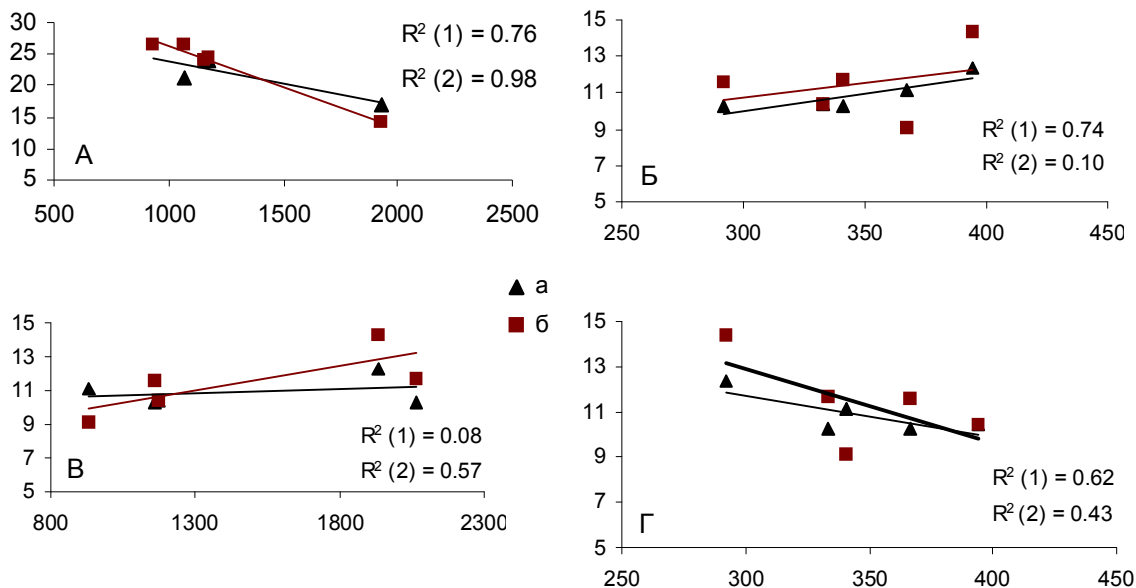 30
25
20
15
10
5
500 1000 1500 2000 2500
R² (1) = 0.76
R² (2) = 0.98
А
15
13
11
9
7
5
250 300 350 400 450
R² (1) = 0.74
R² (2) = 0.10
Б
а
б
15
13
11
9
7
5
800 1300 1800 2300
R² (1) = 0.08
R² (2) = 0.57
В
15
13
11
9
7
5
250 300 350 400 450
R² (1) = 0.62
R² (2) = 0.43
Г